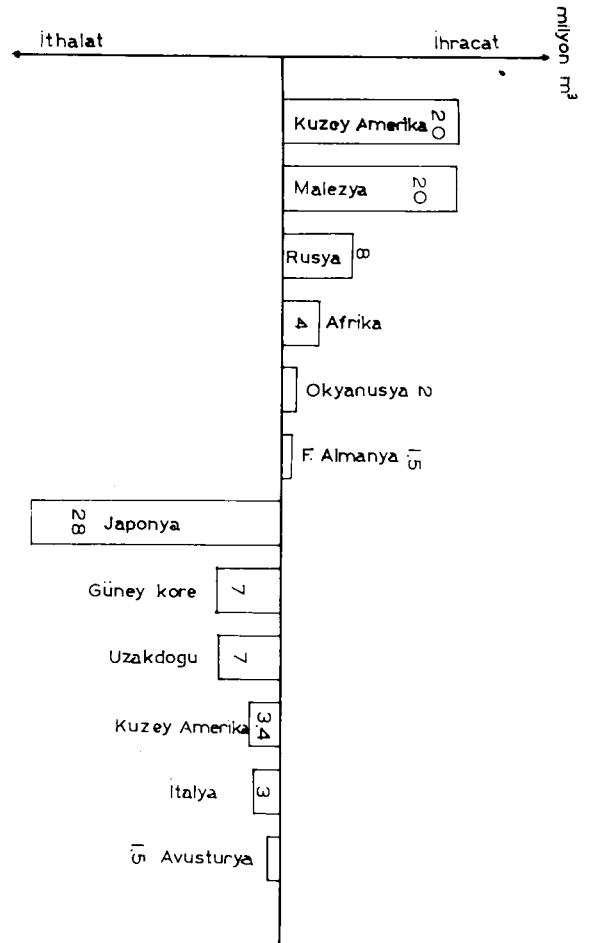 milyon m³
İthalat
İhracat
Kuzey Amerika 20
Malezya 20
Rusya 8
4 Afrika
Okyanusya 2
F. Almanya 1.5
28 Japonya
Güney kore 7
Uzakdogu 7
Kuzey Amerika 3.4
İtalya 3
1.5 Avusturya